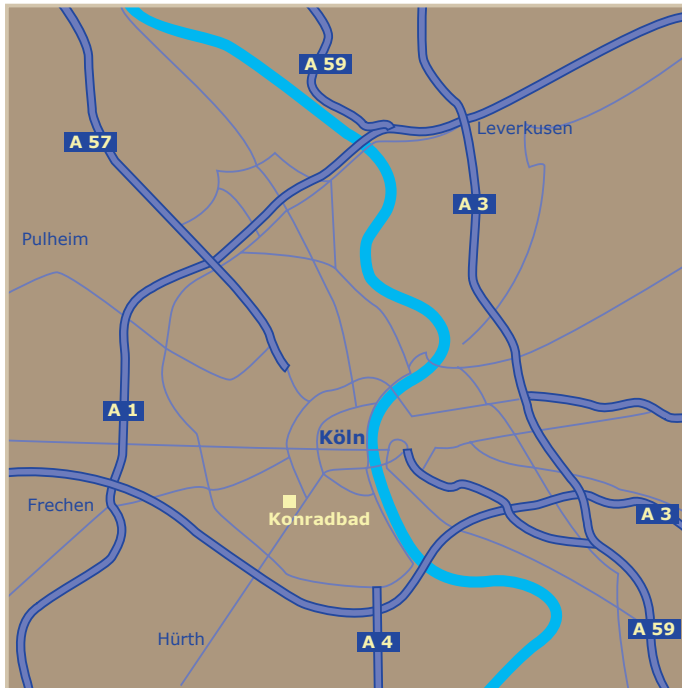 A 59
Leverkusen
A 57
A 3
Pulheim
A 1
Köln
Frechen
Konradbad
A 3
Hürth
A 4
A 59